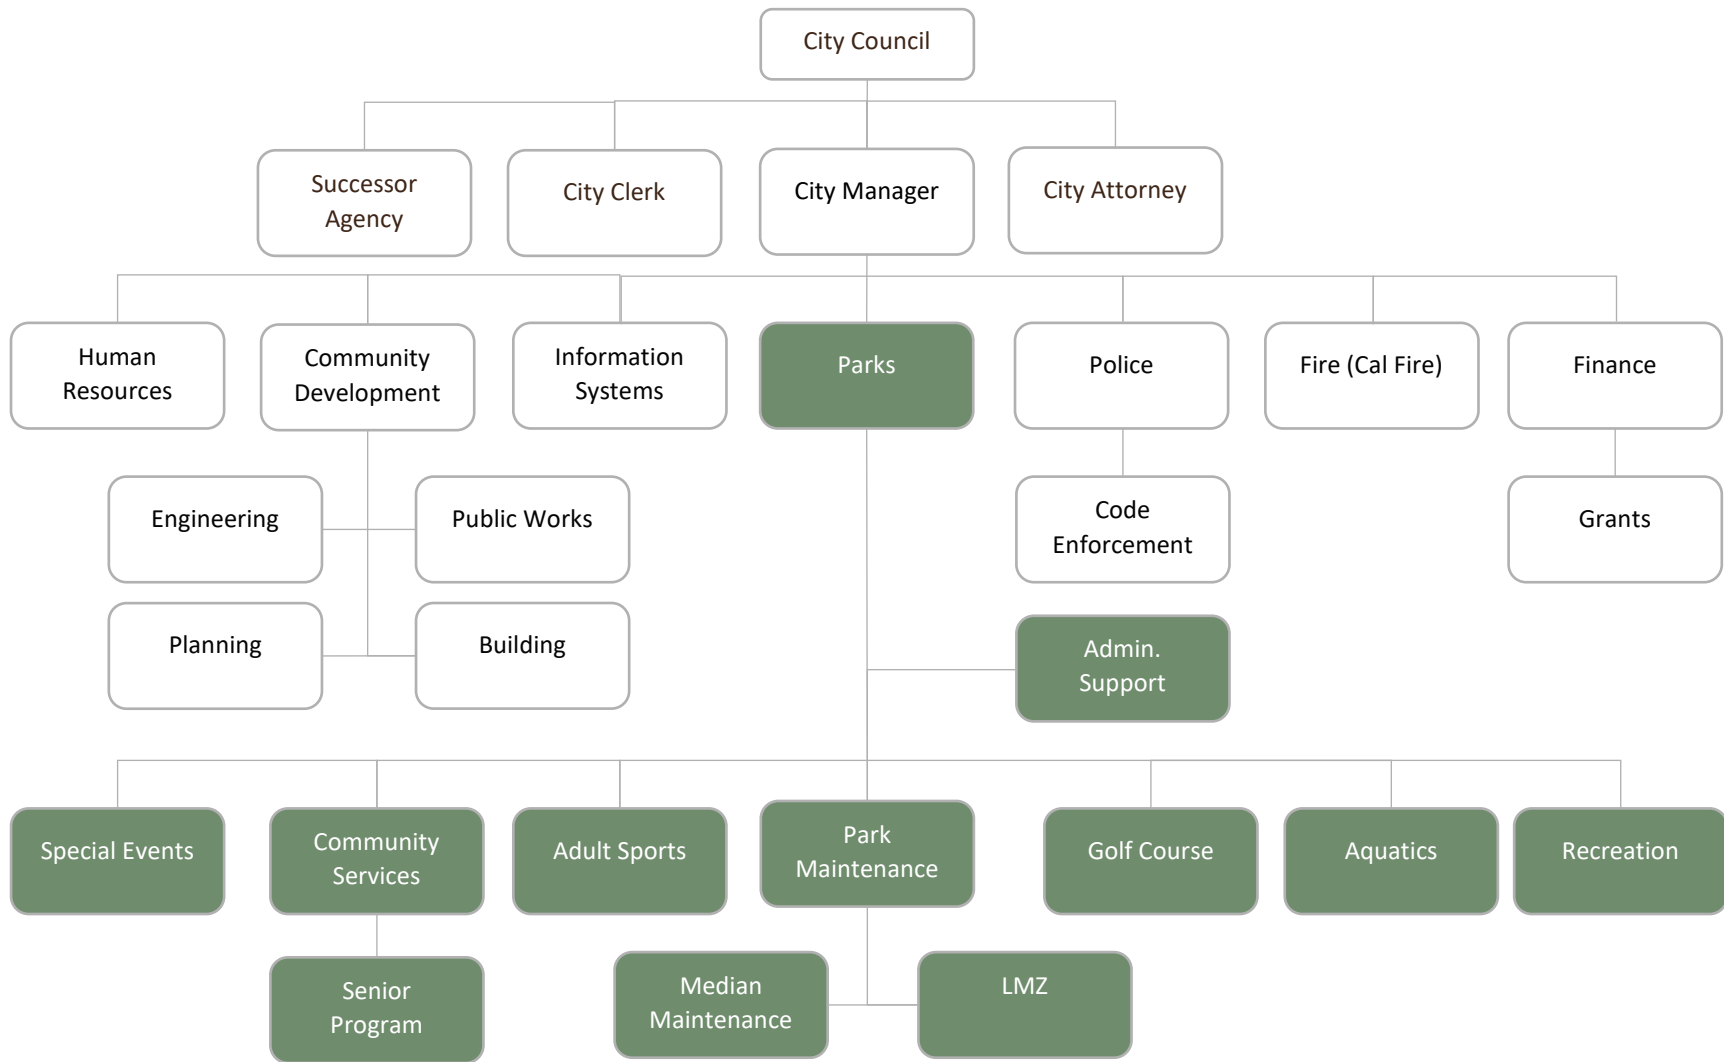 City Council
Successor
Agency
City Clerk
City Manager
City Attorney
Human
Resources
Community
Development
Information
Systems
Parks
Police
Fire (Cal Fire)
Finance
Engineering
Public Works
Code
Enforcement
Grants
Planning
Building
Admin.
Support
Special Events
Community
Services
Adult Sports
Park
Maintenance
Golf Course
Aquatics
Recreation
Senior
Program
Median
Maintenance
LMZ